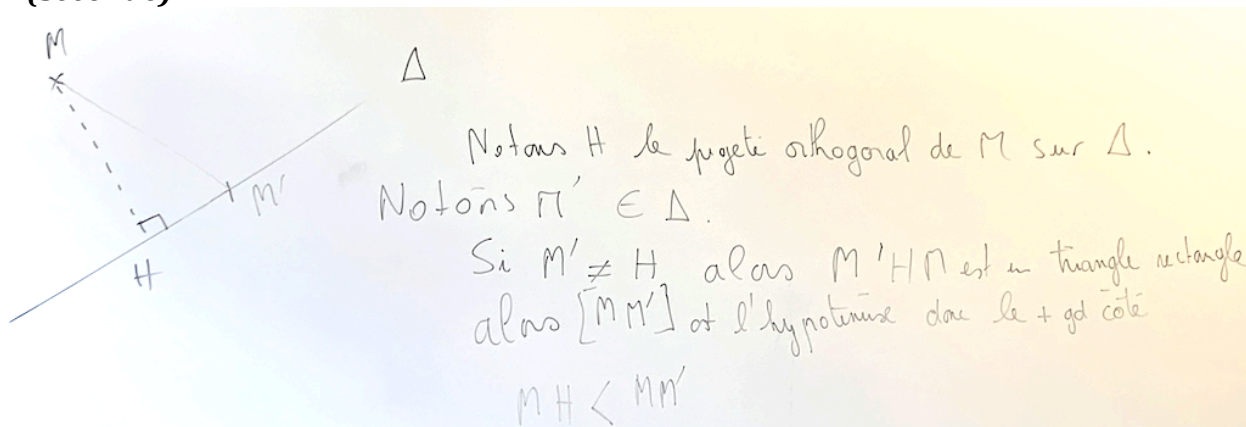 M
Δ
Notons H le projeté orthogonal de M sur Δ.
Notons M' ∈ Δ.
M'
Si M' ≠ H alors M'HM est un triangle rectangle
H
alors [MM'] est l'hypoténuse donc le + gd côté
MH < MM'